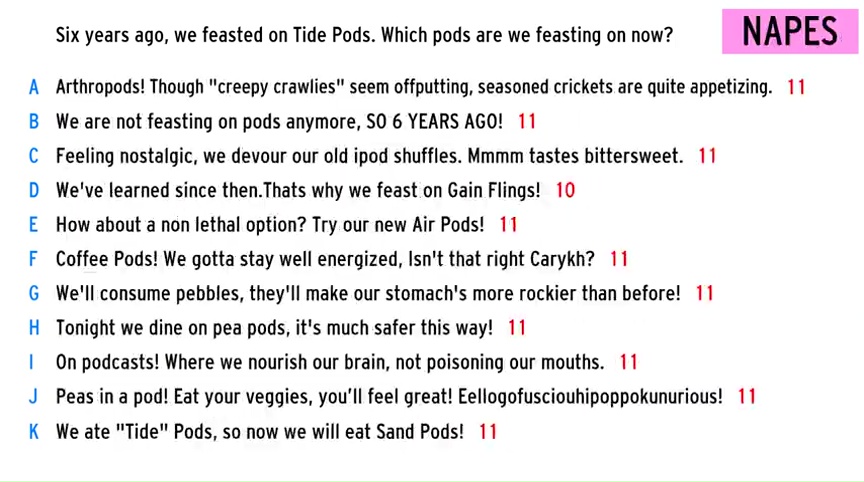 Six years ago, we feasted on Tide Pods. Which pods are we feasting on now?
NAPES
A Arthropods! Though "creepy crawlies" seem offputting, seasoned crickets are quite appetizing. 11
B We are not feasting on pods anymore, SO 6 YEARS AGO! 11
C Feeling nostalgic, we devour our old ipod shuffles. Mmmm tastes bittersweet. 11
D We've learned since then.Thats why we feast on Gain Flings! 10
E How about a non lethal option? Try our new Air Pods! 11
F Coffee Pods! We gotta stay well energized, Isn't that right Carykh? 11
G We'll consume pebbles, they'll make our stomach's more rockier than before! 11
H Tonight we dine on pea pods, it's much safer this way! 11
I On podcasts! Where we nourish our brain, not poisoning our mouths. 11
J Peas in a pod! Eat your veggies, you'll feel great! Eellogofusciouhipoppokunurious! 11
K We ate "Tide" Pods, so now we will eat Sand Pods! 11